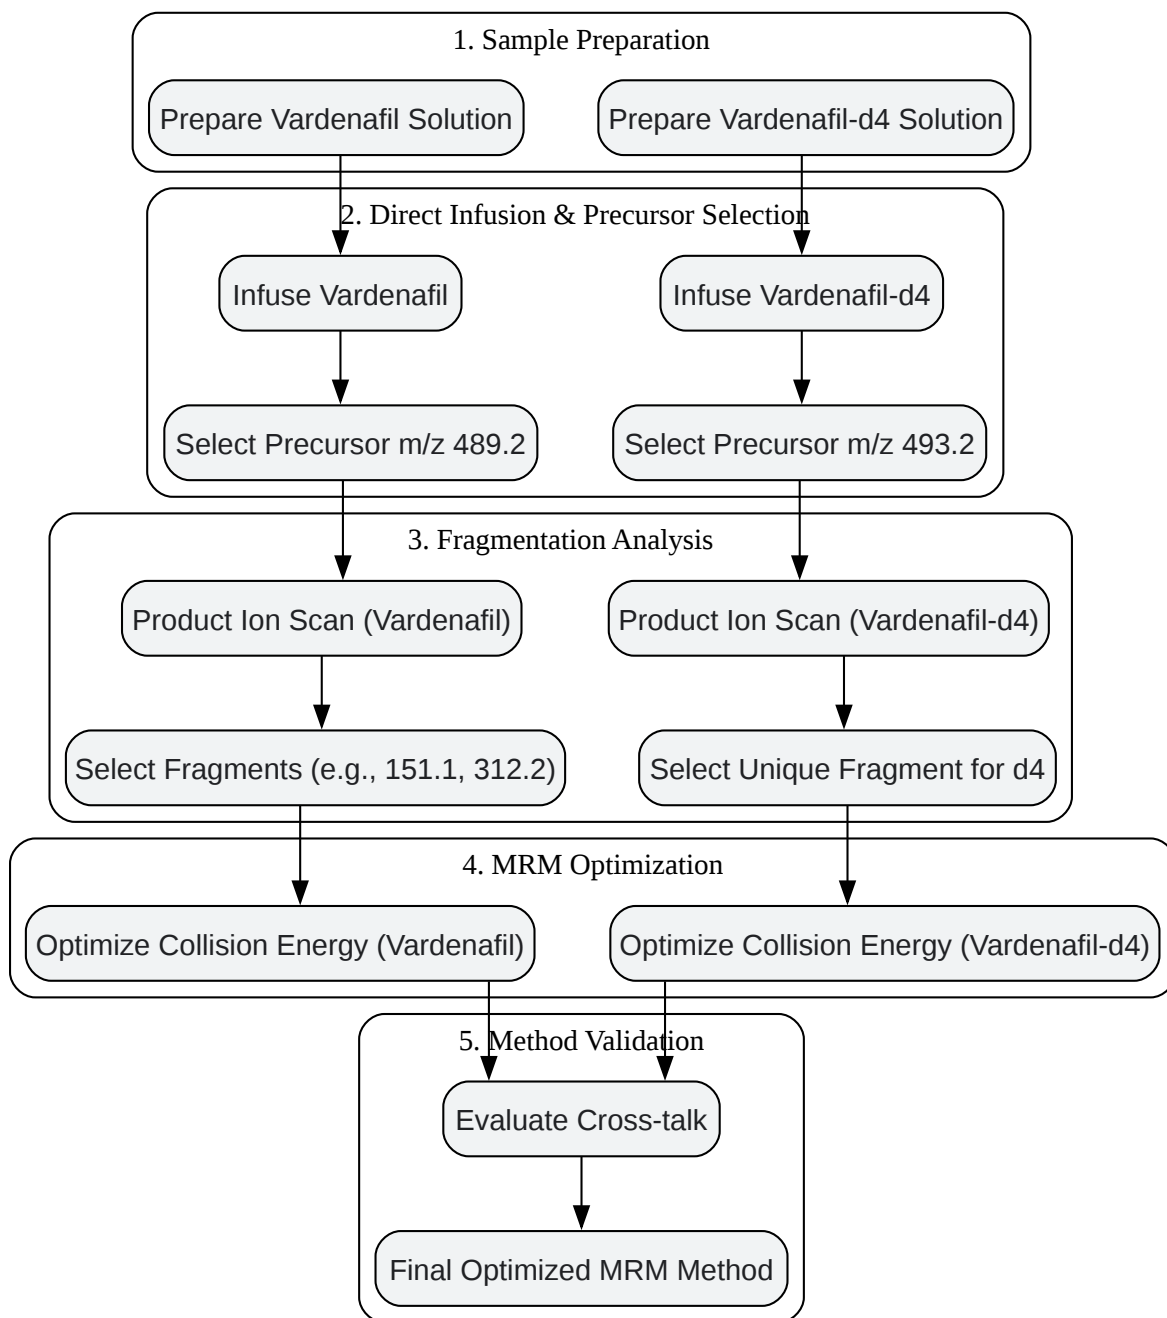 1. Sample Preparation
Prepare Vardenafil Solution
Prepare Vardenafil-d4 Solution
2. Direct Infusion & Precursor Selection
Infuse Vardenafil
Infuse Vardenafil-d4
Select Precursor m/z 489.2
Select Precursor m/z 493.2
3. Fragmentation Analysis
Product Ion Scan (Vardenafil)
Product Ion Scan (Vardenafil-d4)
Select Fragments (e.g., 151.1, 312.2)
Select Unique Fragment for d4
4. MRM Optimization
Optimize Collision Energy (Vardenafil)
Optimize Collision Energy (Vardenafil-d4)
5. Method Validation
Evaluate Cross-talk
Final Optimized MRM Method